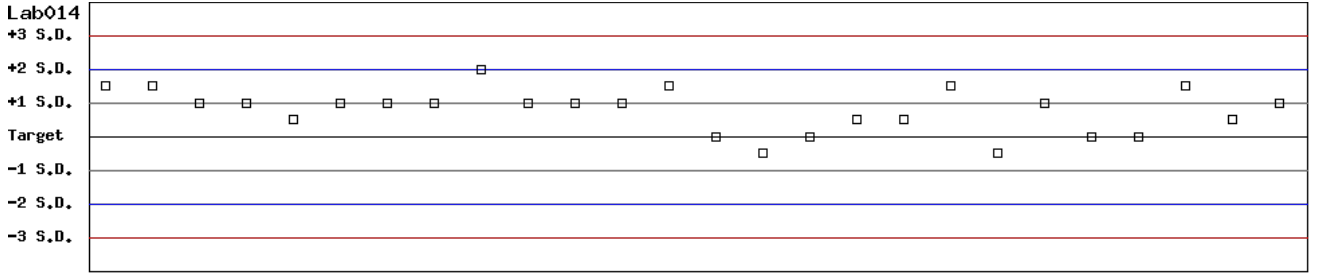 Lab014
+3 S.D.
+2 S.D.
+1 S.D.
Target
-1 S.D.
-2 S.D.
-3 S.D.